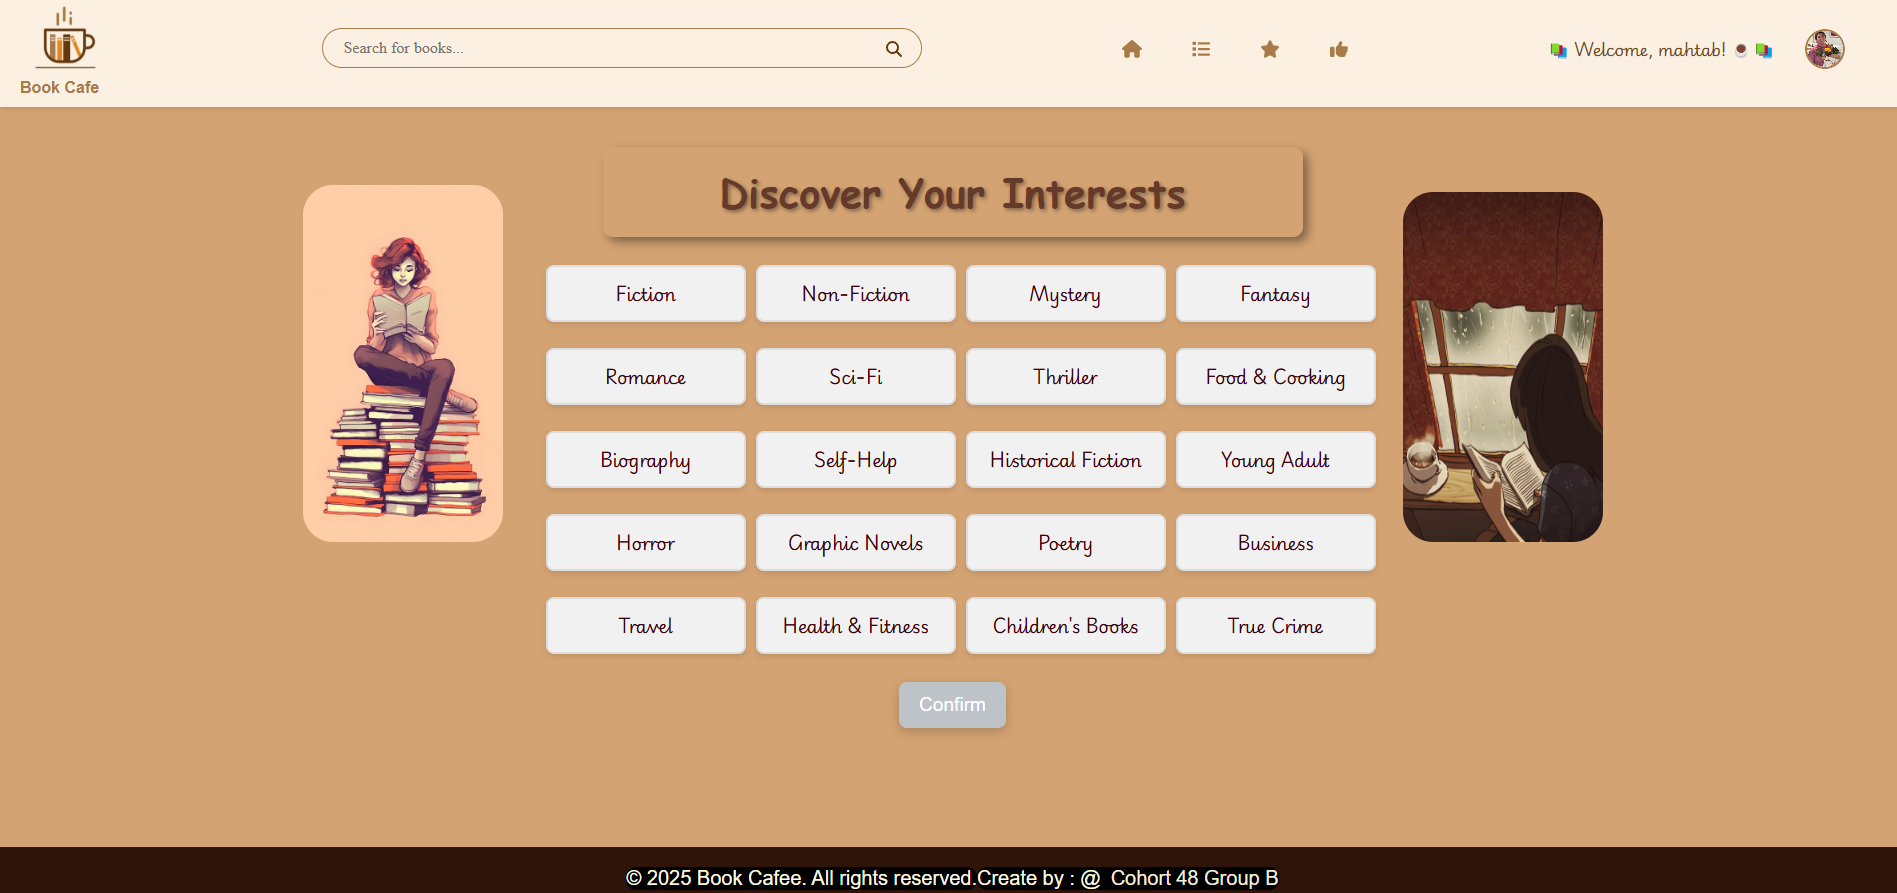 Book Cafe
Search for books...
Welcome, mahtab!
Discover Your Interests
Fiction
Non-Fiction
Mystery
Fantasy
Romance
Sci-Fi
Thriller
Food & Cooking
Biography
Self-Help
Historical Fiction
Young Adult
Horror
Graphic Novels
Poetry
Business
Travel
Health & Fitness
Children's Books
True Crime
Confirm
© 2025 Book Cafee. All rights reserved.Create by : @ Cohort 48 Group B